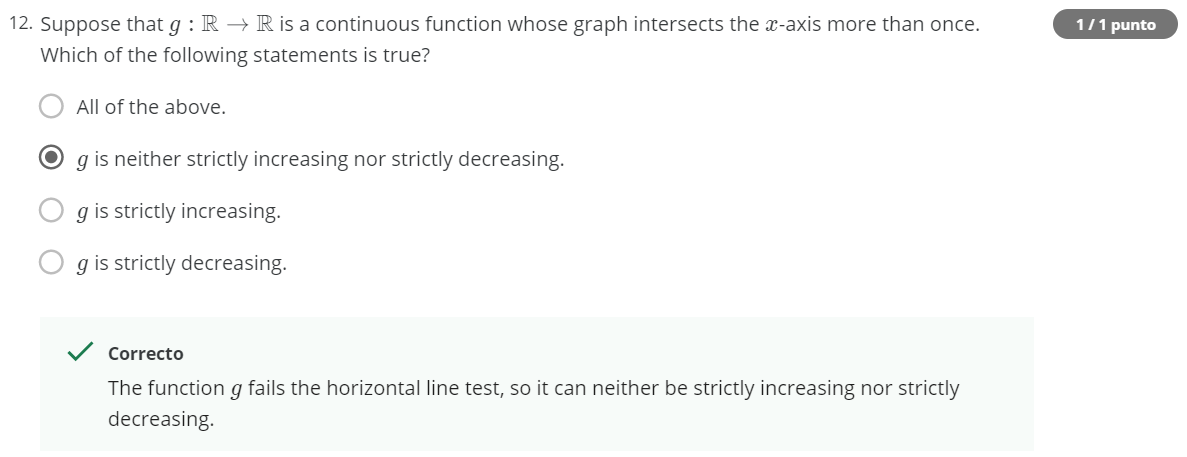 12. Suppose that g : ℝ → ℝ is a continuous function whose graph intersects the x-axis more than once. 1 / 1 punto
Which of the following statements is true?
All of the above.
g is neither strictly increasing nor strictly decreasing.
g is strictly increasing.
g is strictly decreasing.
Correcto
The function g fails the horizontal line test, so it can neither be strictly increasing nor strictly
decreasing.